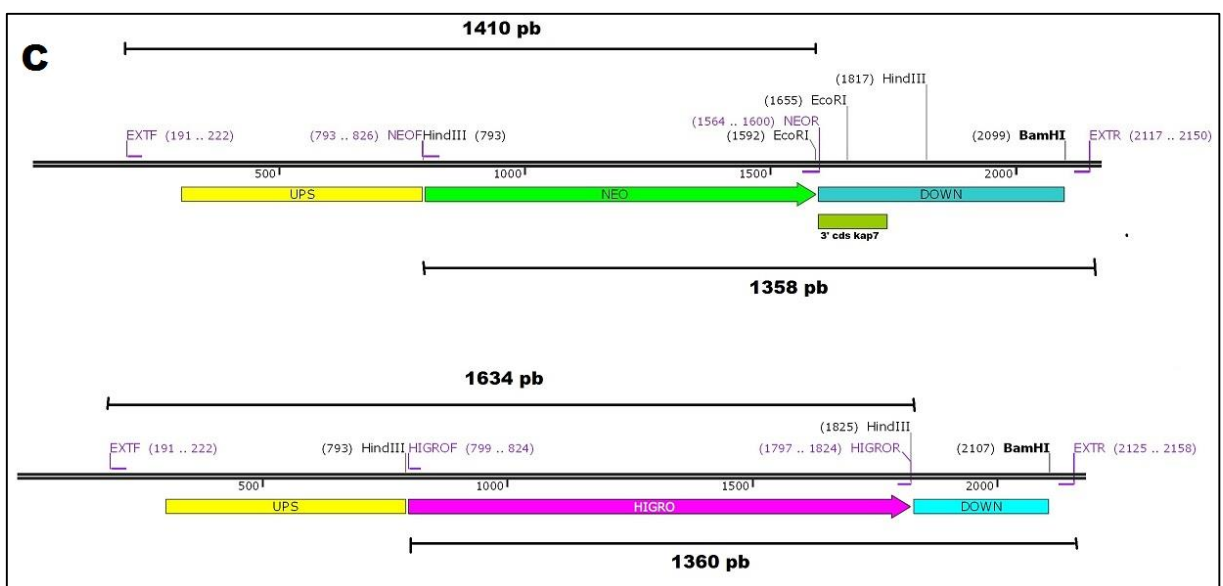 C
1410 pb
(1817) HindIII
(1655) EcoRI
(1564 .. 1600) NEOR
EXTF (191 .. 222) (793 .. 826) NEOF HindIII (793) (1592) EcoRI (2099) BamHI EXTR (2117 .. 2150)
500 1000 1500 2000
UPS NEO DOWN
3' cds kap7
1358 pb
1634 pb
(1825) HindIII
EXTF (191 .. 222) (793) HindIII HIGROF (799 .. 824) (1797 .. 1824) HIGROR (2107) BamHI EXTR (2125 .. 2158)
500 1000 1500 2000
UPS HIGRO DOWN
1360 pb